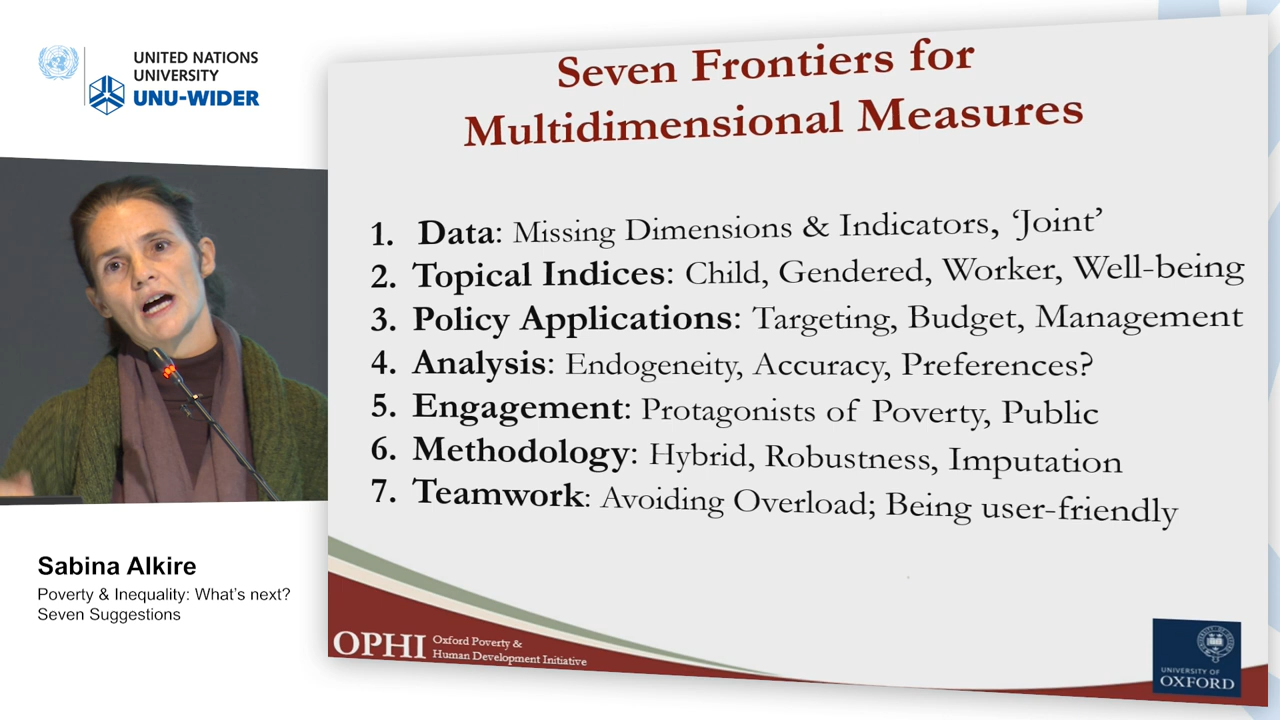 UNITED NATIONS
UNIVERSITY
UNU-WIDER
Seven Frontiers for
Multidimensional Measures
1. Data: Missing Dimensions & Indicators, ‘Joint’
2. Topical Indices: Child, Gendered, Worker, Well-being
3. Policy Applications: Targeting, Budget, Management
4. Analysis: Endogeneity, Accuracy, Preferences?
5. Engagement: Protagonists of Poverty, Public
6. Methodology: Hybrid, Robustness, Imputation
7. Teamwork: Avoiding Overload; Being user-friendly
Sabina Alkire
Poverty & Inequality: What’s next?
Seven Suggestions
OPHI
Oxford Poverty &
Human Development Initiative
UNIVERSITY OF
OXFORD